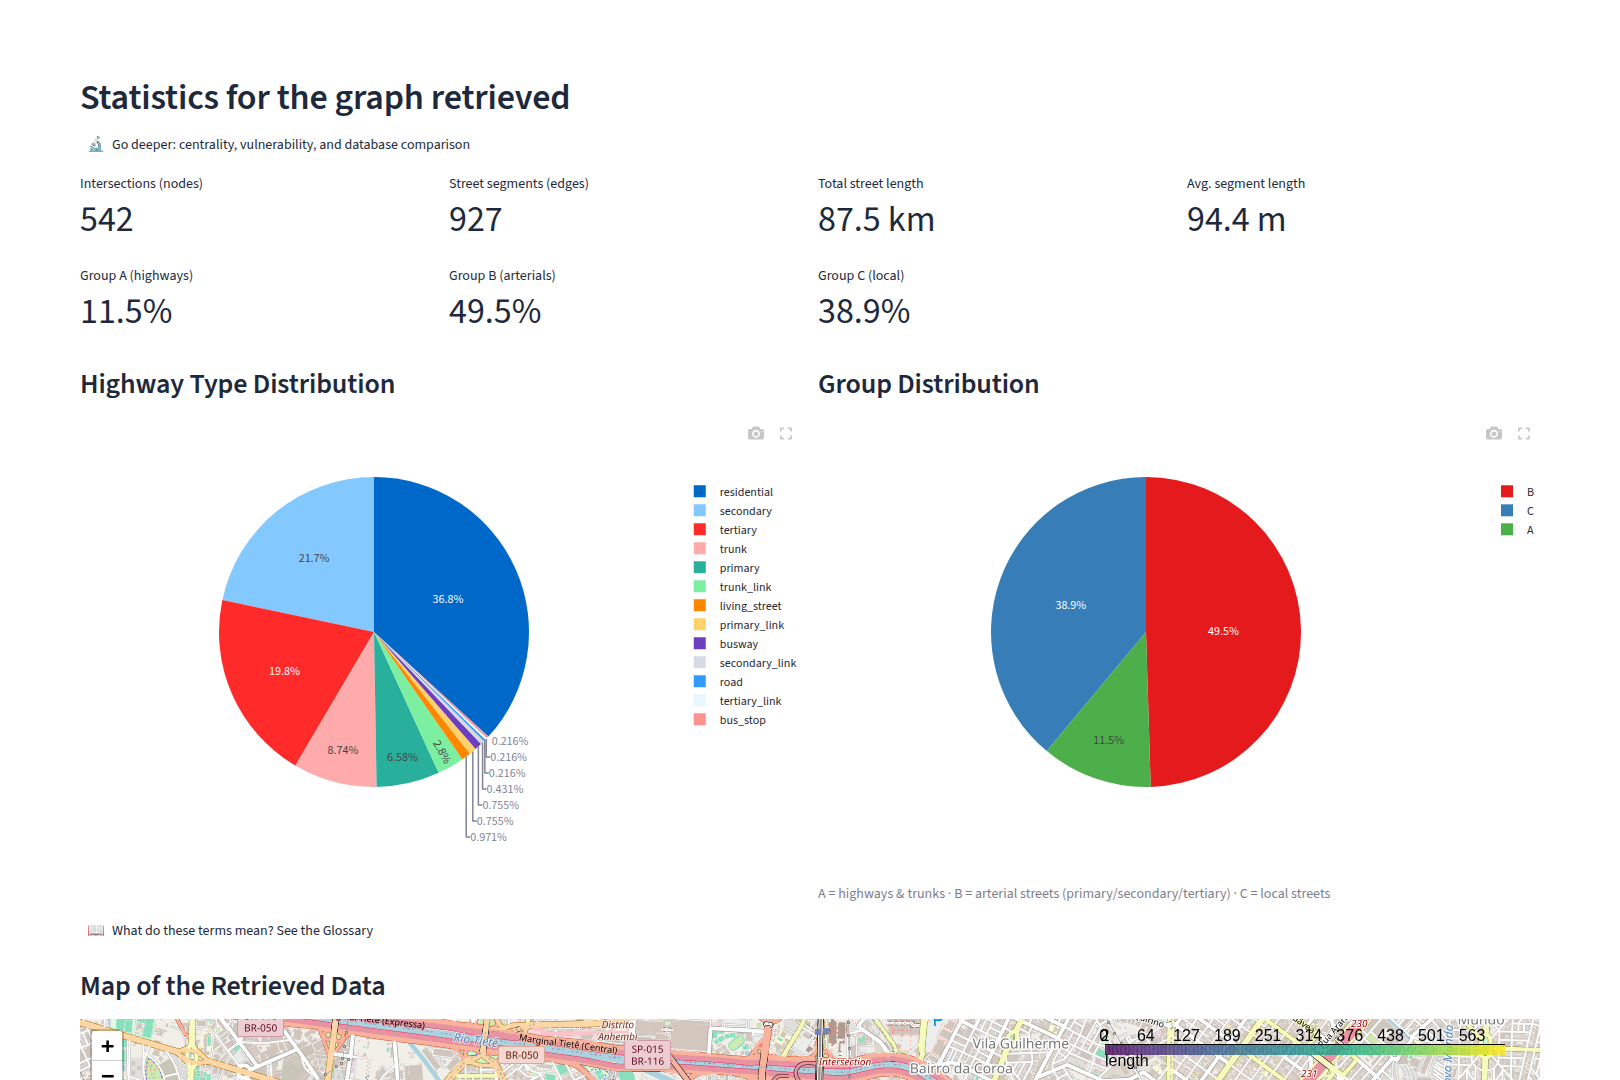 Statistics for the graph retrieved
🔬 Go deeper: centrality, vulnerability, and database comparison
Intersections (nodes)
542
Street segments (edges)
927
Total street length
87.5 km
Avg. segment length
94.4 m
Group A (highways)
11.5%
Group B (arterials)
49.5%
Group C (local)
38.9%
Highway Type Distribution
36.8%
21.7%
19.8%
8.74%
6.58%
2.8%
0.216%
0.216%
0.216%
0.431%
0.755%
0.755%
0.971%
residential
secondary
tertiary
trunk
primary
trunk_link
living_street
primary_link
busway
secondary_link
road
tertiary_link
bus_stop
Group Distribution
49.5%
38.9%
11.5%
B
C
A
A = highways & trunks · B = arterial streets (primary/secondary/tertiary) · C = local streets
📖 What do these terms mean? See the Glossary
Map of the Retrieved Data
+
−
BR-050
(Expressa)
Rio Tietê
Marginal Tietê (Central)
BR-050
Distrito
Anhembi
SP-015
BR-116
Intersection
P
Vila Guilherme
Bairro da Coroa
Mundo
230
231
64 127 189 251 314 376 438 501 563
length